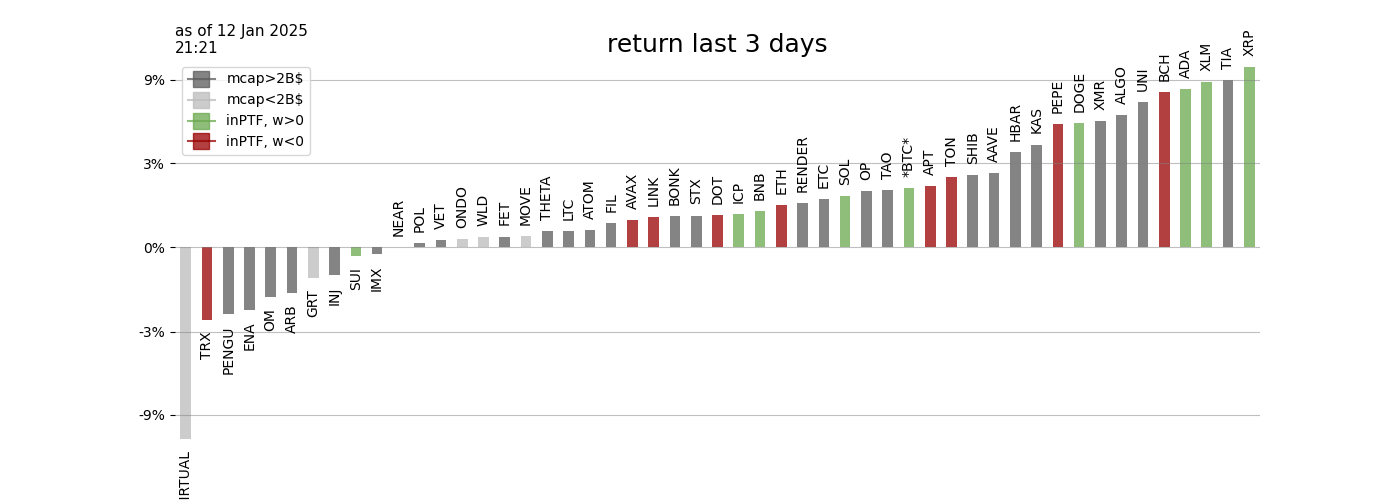 as of 12 Jan 2025
21:21
return last 3 days
mcap>2B$
mcap<2B$
inPTF, w>0
inPTF, w<0
9%
3%
0%
-3%
-9%
IRTUAL
TRX
PENGU
ENA
OM
ARB
GRT
INJ
SUI
IMX
NEAR
POL
VET
ONDO
WLD
FET
MOVE
THETA
LTC
ATOM
FIL
AVAX
LINK
BONK
STX
DOT
ICP
BNB
ETH
RENDER
ETC
SOL
OP
TAO
*BTC*
APT
TON
SHIB
AAVE
HBAR
KAS
PEPE
DOGE
XMR
ALGO
UNI
BCH
ADA
XLM
TIA
XRP